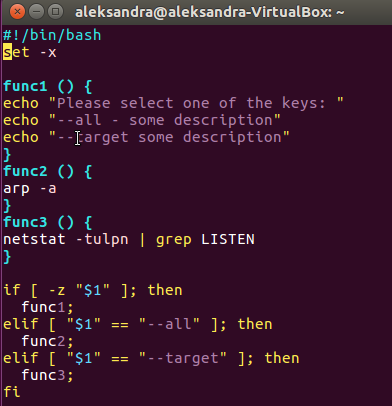 aleksandra@aleksandra-VirtualBox: ~
#!/bin/bash
set -x

func1 () {
echo "Please select one of the keys: "
echo "--all - some description"
echo "--target some description"
}
func2 () {
arp -a
}
func3 () {
netstat -tulpn | grep LISTEN
}

if [ -z "$1" ]; then
  func1;
elif [ "$1" == "--all" ]; then
  func2;
elif [ "$1" == "--target" ]; then
  func3;
fi